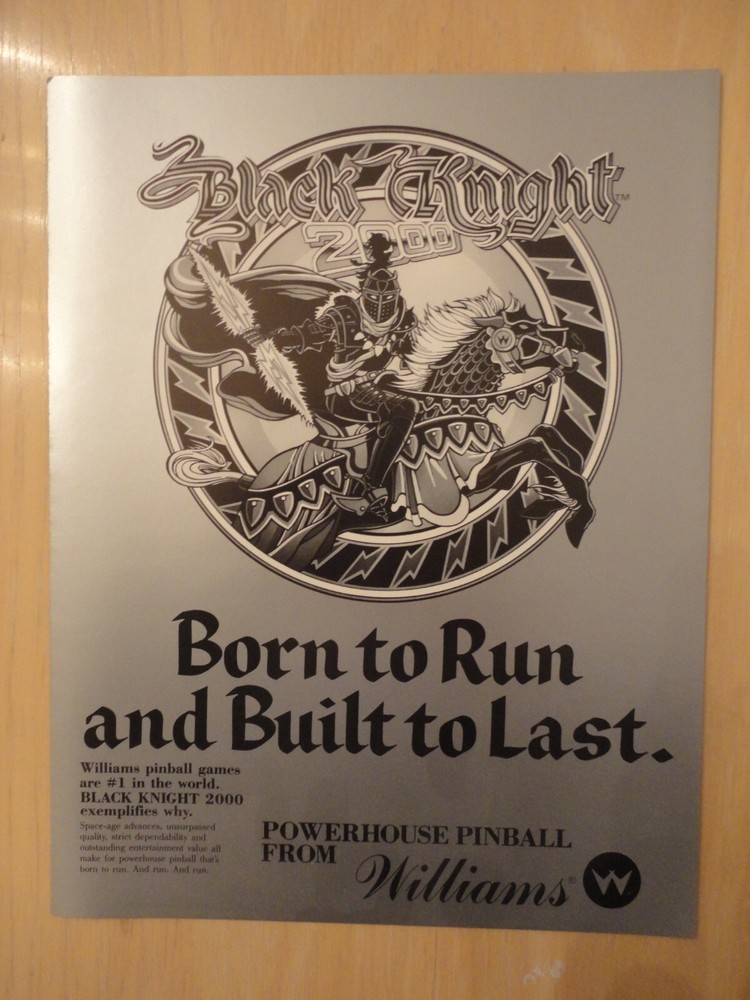 Black Knight™
2000
Born to Run
and Built to Last.
Williams pinball games
are #1 in the world.
BLACK KNIGHT 2000
exemplifies why.
Space-age advances, unsurpassed
quality, strict dependability and
outstanding entertainment value all
make for powerhouse pinball that's
born to run. And run. And run.
POWERHOUSE PINBALL
FROM Williams® W